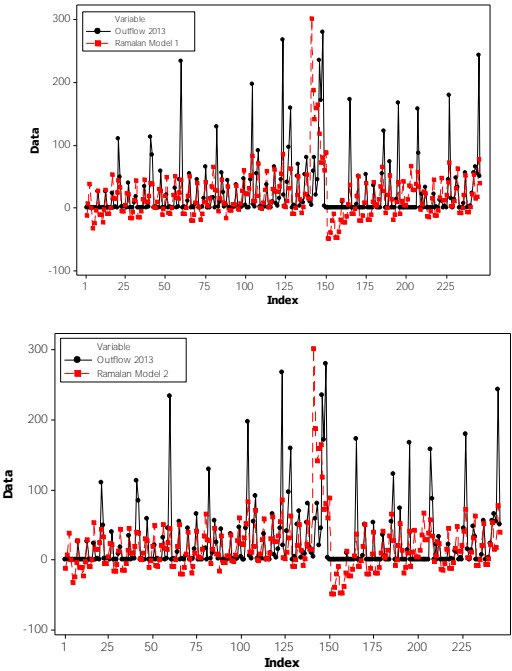 300
200
100
0
-100
Data
Variable
Outflow 2013
Ramalan Model 1
1 25 50 75 100 125 150 175 200 225
Index
300
200
100
0
-100
Data
Variable
Outflow 2013
Ramalan Model 2
1 25 50 75 100 125 150 175 200 225
Index